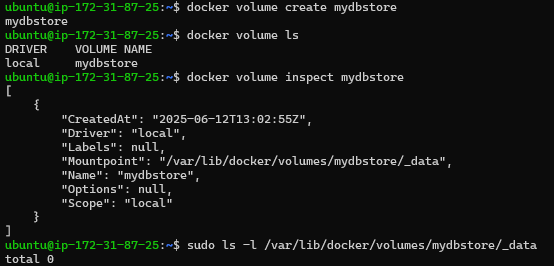 ubuntu@ip-172-31-87-25:~$ docker volume create mydbstore
mydbstore
ubuntu@ip-172-31-87-25:~$ docker volume ls
DRIVER    VOLUME NAME
local     mydbstore
ubuntu@ip-172-31-87-25:~$ docker volume inspect mydbstore
[
    {
        "CreatedAt": "2025-06-12T13:02:55Z",
        "Driver": "local",
        "Labels": null,
        "Mountpoint": "/var/lib/docker/volumes/mydbstore/_data",
        "Name": "mydbstore",
        "Options": null,
        "Scope": "local"
    }
]
ubuntu@ip-172-31-87-25:~$ sudo ls -l /var/lib/docker/volumes/mydbstore/_data
total 0